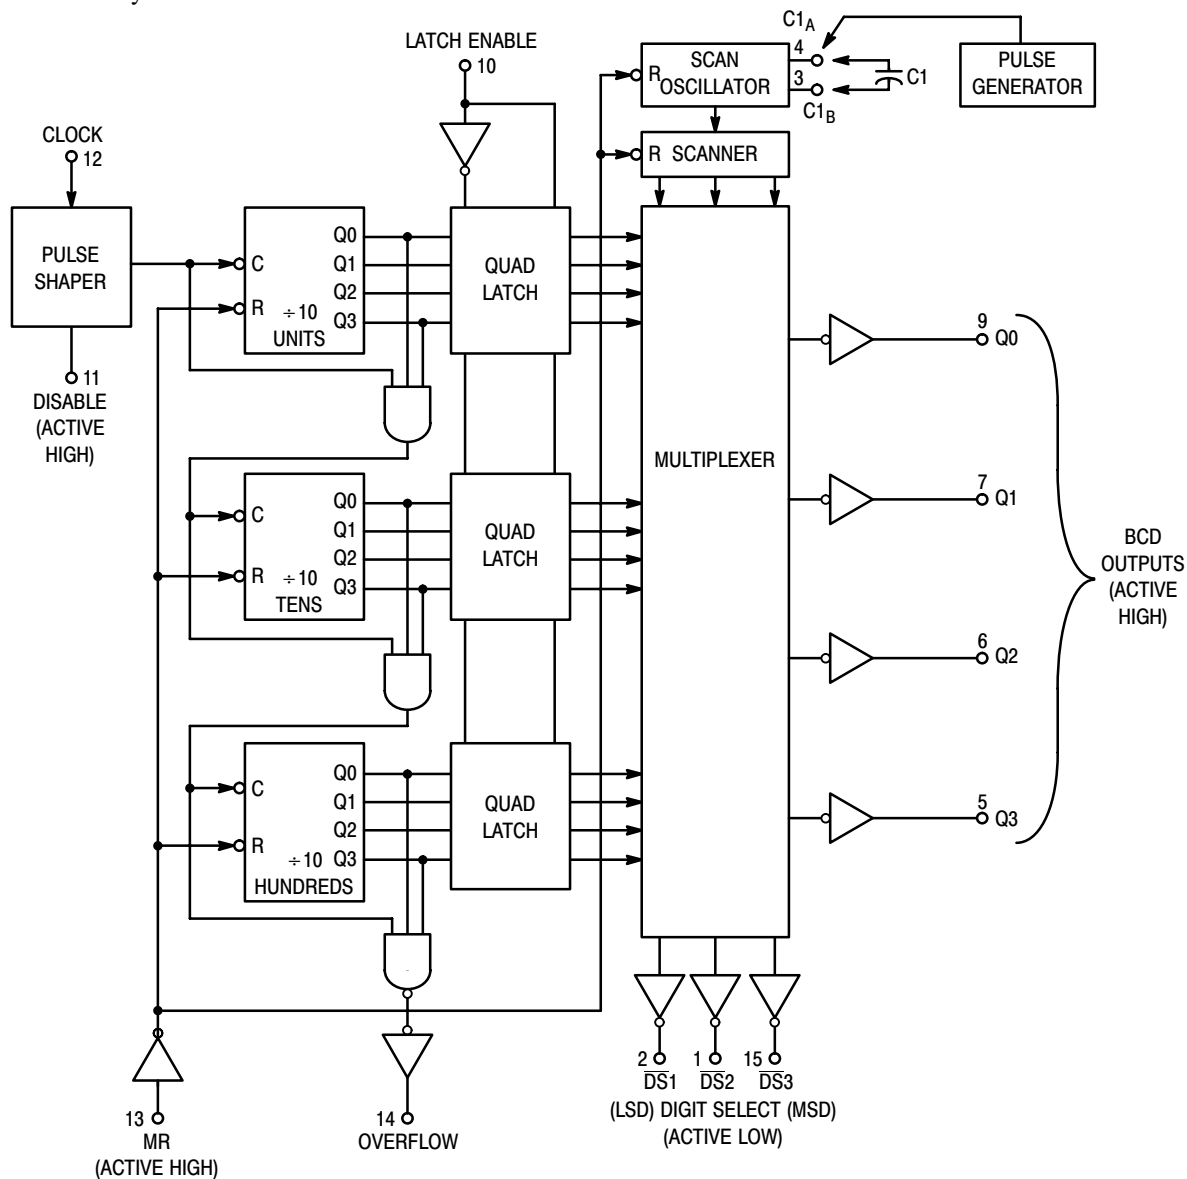 LATCH ENABLE
10
C1A
4
3
C1B
C1
PULSE
GENERATOR
SCAN
R OSCILLATOR
R SCANNER
CLOCK
12
PULSE
SHAPER
11
DISABLE
(ACTIVE
HIGH)
C
R
÷10
UNITS
Q0
Q1
Q2
Q3
QUAD
LATCH
C
R
÷10
TENS
Q0
Q1
Q2
Q3
QUAD
LATCH
C
R
÷10
HUNDREDS
Q0
Q1
Q2
Q3
QUAD
LATCH
MULTIPLEXER
9 Q0
7 Q1
6 Q2
5 Q3
BCD
OUTPUTS
(ACTIVE
HIGH)
13
MR
(ACTIVE HIGH)
14
OVERFLOW
2 1 15
D̅S̅1 D̅S̅2 D̅S̅3
(LSD) DIGIT SELECT (MSD)
(ACTIVE LOW)